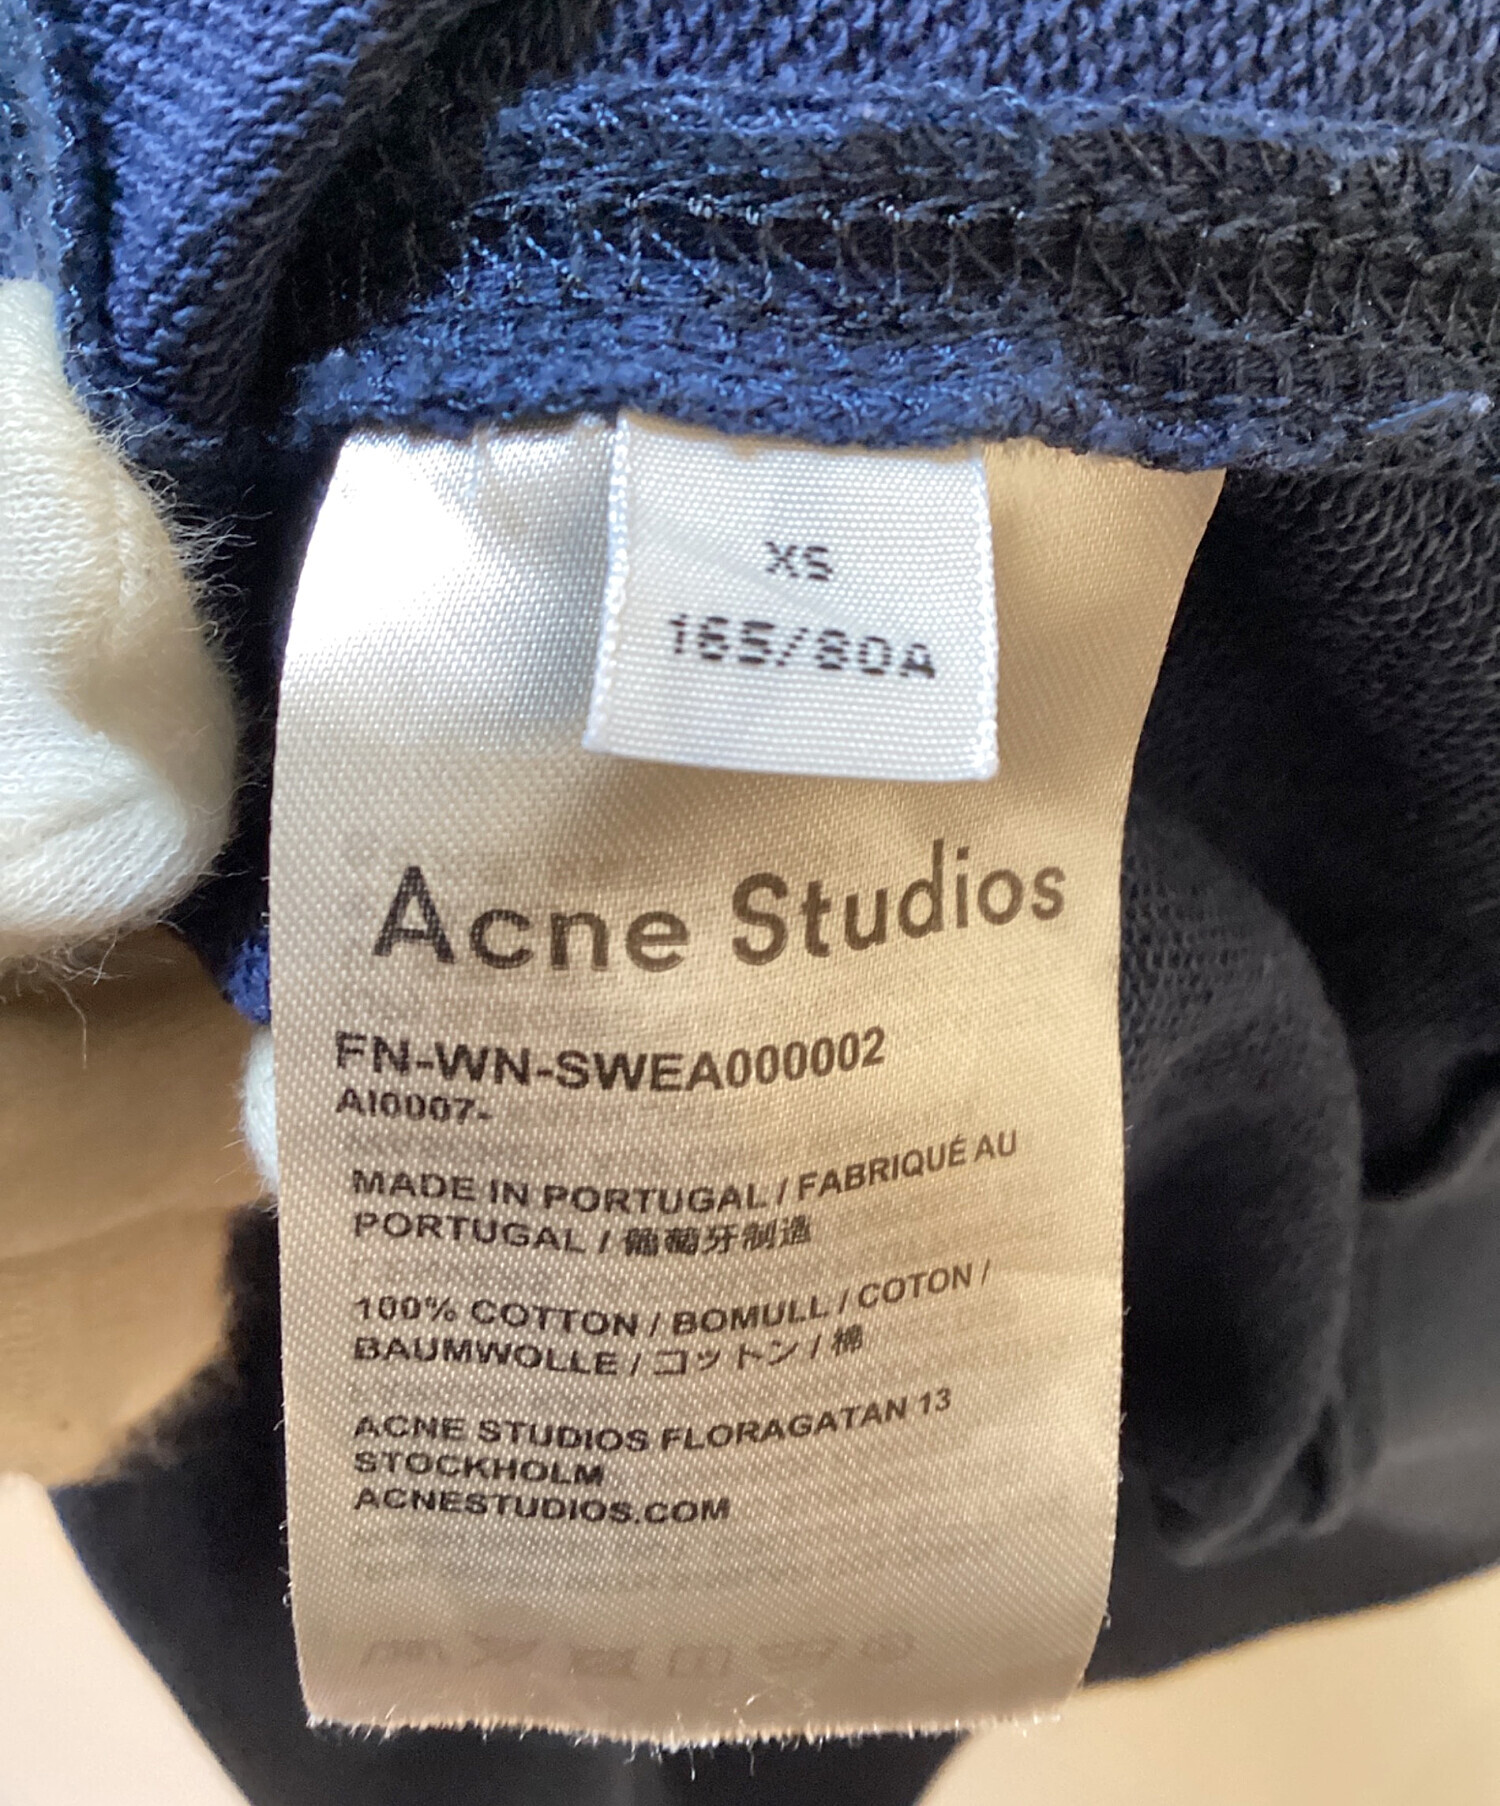 XS
165/80A
Acne Studios
FN-WN-SWEA000002
AI0007-
MADE IN PORTUGAL / FABRIQUÉ AU
PORTUGAL / 葡萄牙制造
100% COTTON / BOMULL / COTON /
BAUMWOLLE / コットン / 棉
ACNE STUDIOS FLORAGATAN 13
STOCKHOLM
ACNESTUDIOS.COM